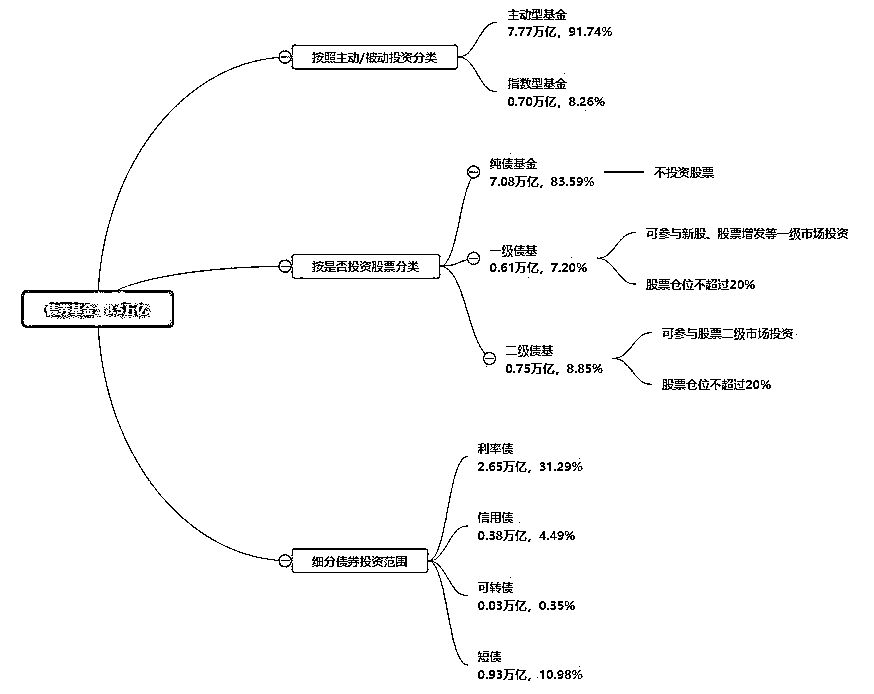 按照主动/被动投资分类
主动型基金
7.77万亿，91.74%
指数型基金
0.70万亿，8.26%
债券基金：8.5万亿
按是否投资股票分类
纯债基金
7.08万亿，83.59%
不投资股票
一级债基
0.61万亿，7.20%
可参与新股、股票增发等一级市场投资
股票仓位不超过20%
二级债基
0.75万亿，8.85%
可参与股票二级市场投资
股票仓位不超过20%
细分债券投资范围
利率债
2.65万亿，31.29%
信用债
0.38万亿，4.49%
可转债
0.03万亿，0.35%
短债
0.93万亿，10.98%